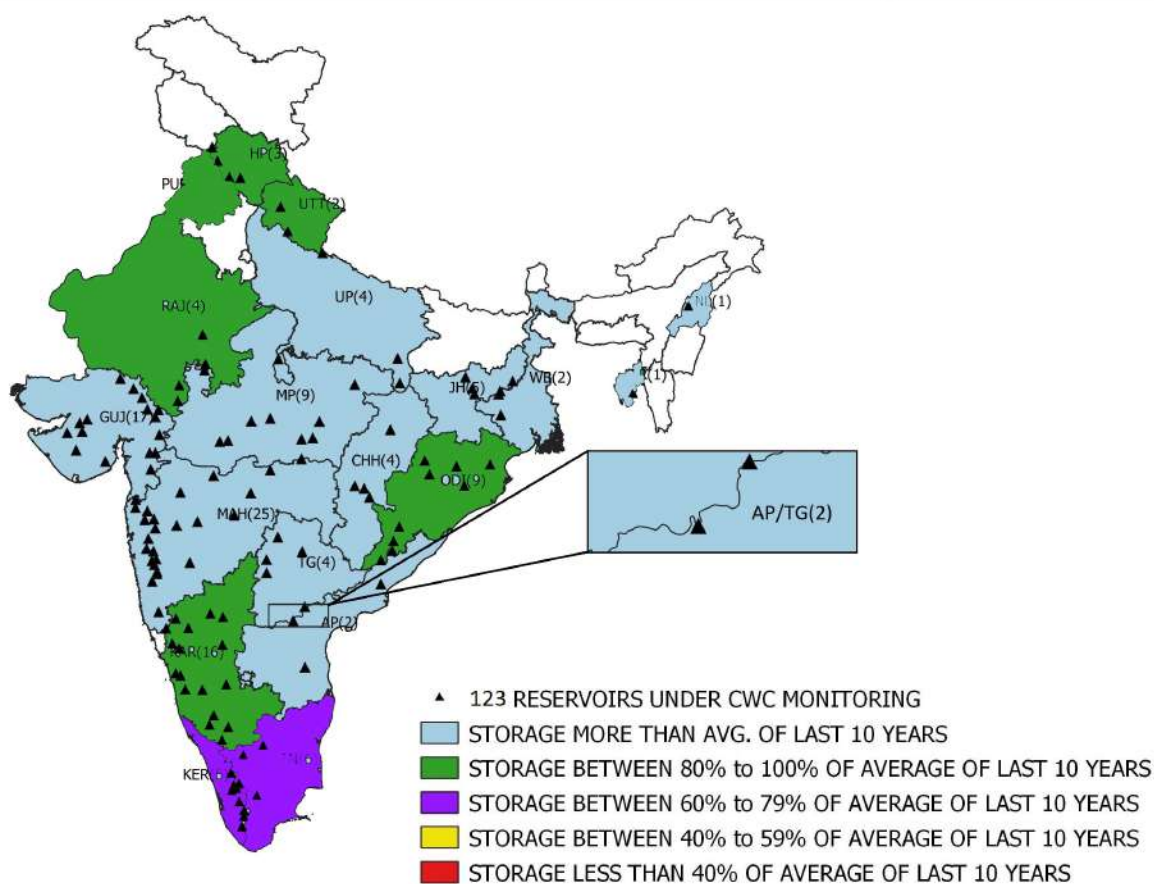 HP(3)
UTT(2)
RAJ(4)
UP(4)
(1)
WB(2)
JH(5)
MP(9)
GUJ(17)
CHH(4)
ODI(9)
MAH(25)
TG(4)
AP/TG(2)
AP(2)
KAR(16)
123 RESERVOIRS UNDER CWC MONITORING
STORAGE MORE THAN AVG. OF LAST 10 YEARS
STORAGE BETWEEN 80% to 100% OF AVERAGE OF LAST 10 YEARS
STORAGE BETWEEN 60% to 79% OF AVERAGE OF LAST 10 YEARS
STORAGE BETWEEN 40% to 59% OF AVERAGE OF LAST 10 YEARS
STORAGE LESS THAN 40% OF AVERAGE OF LAST 10 YEARS